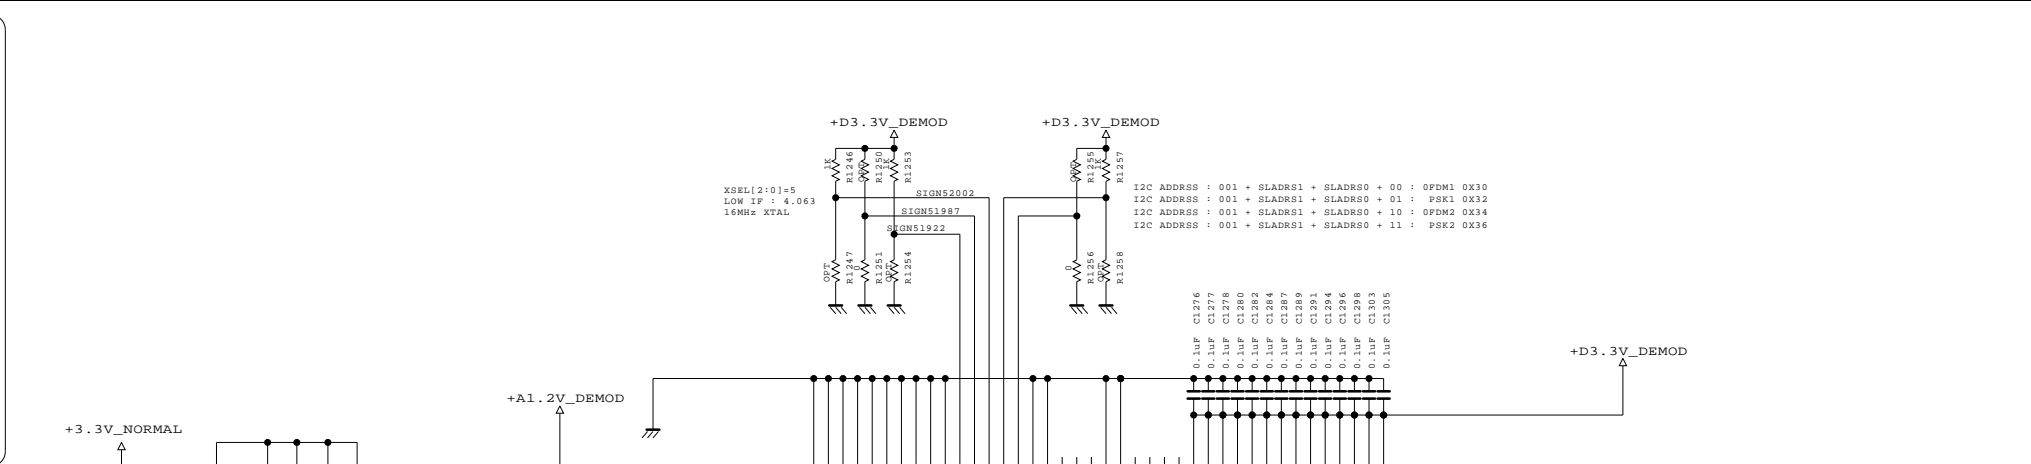 +D3.3V_DEMOD
+D3.3V_DEMOD
1K
R1246
OPT
R1250
1K
R1253
OPT
R1255
1K
R1257
XSEL[2:0]=5
LOW IF : 4.063
16MHz XTAL
SIGN52002
SIGN51987
SIGN51922
I2C ADDRSS : 001 + SLADRS1 + SLADRS0 + 00 : OFDM1 0X30
I2C ADDRSS : 001 + SLADRS1 + SLADRS0 + 01 : PSK1 0X32
I2C ADDRSS : 001 + SLADRS1 + SLADRS0 + 10 : OFDM2 0X34
I2C ADDRSS : 001 + SLADRS1 + SLADRS0 + 11 : PSK2 0X36
OPT
R1247
0
R1251
OPT
R1254
0
R1256
OPT
R1258
0.1uF C1276
0.1uF C1277
0.1uF C1278
0.1uF C1280
0.1uF C1282
0.1uF C1284
0.1uF C1287
0.1uF C1289
0.1uF C1291
0.1uF C1294
0.1uF C1296
0.1uF C1298
0.1uF C1303
0.1uF C1305
+D3.3V_DEMOD
+A1.2V_DEMOD
+3.3V_NORMAL